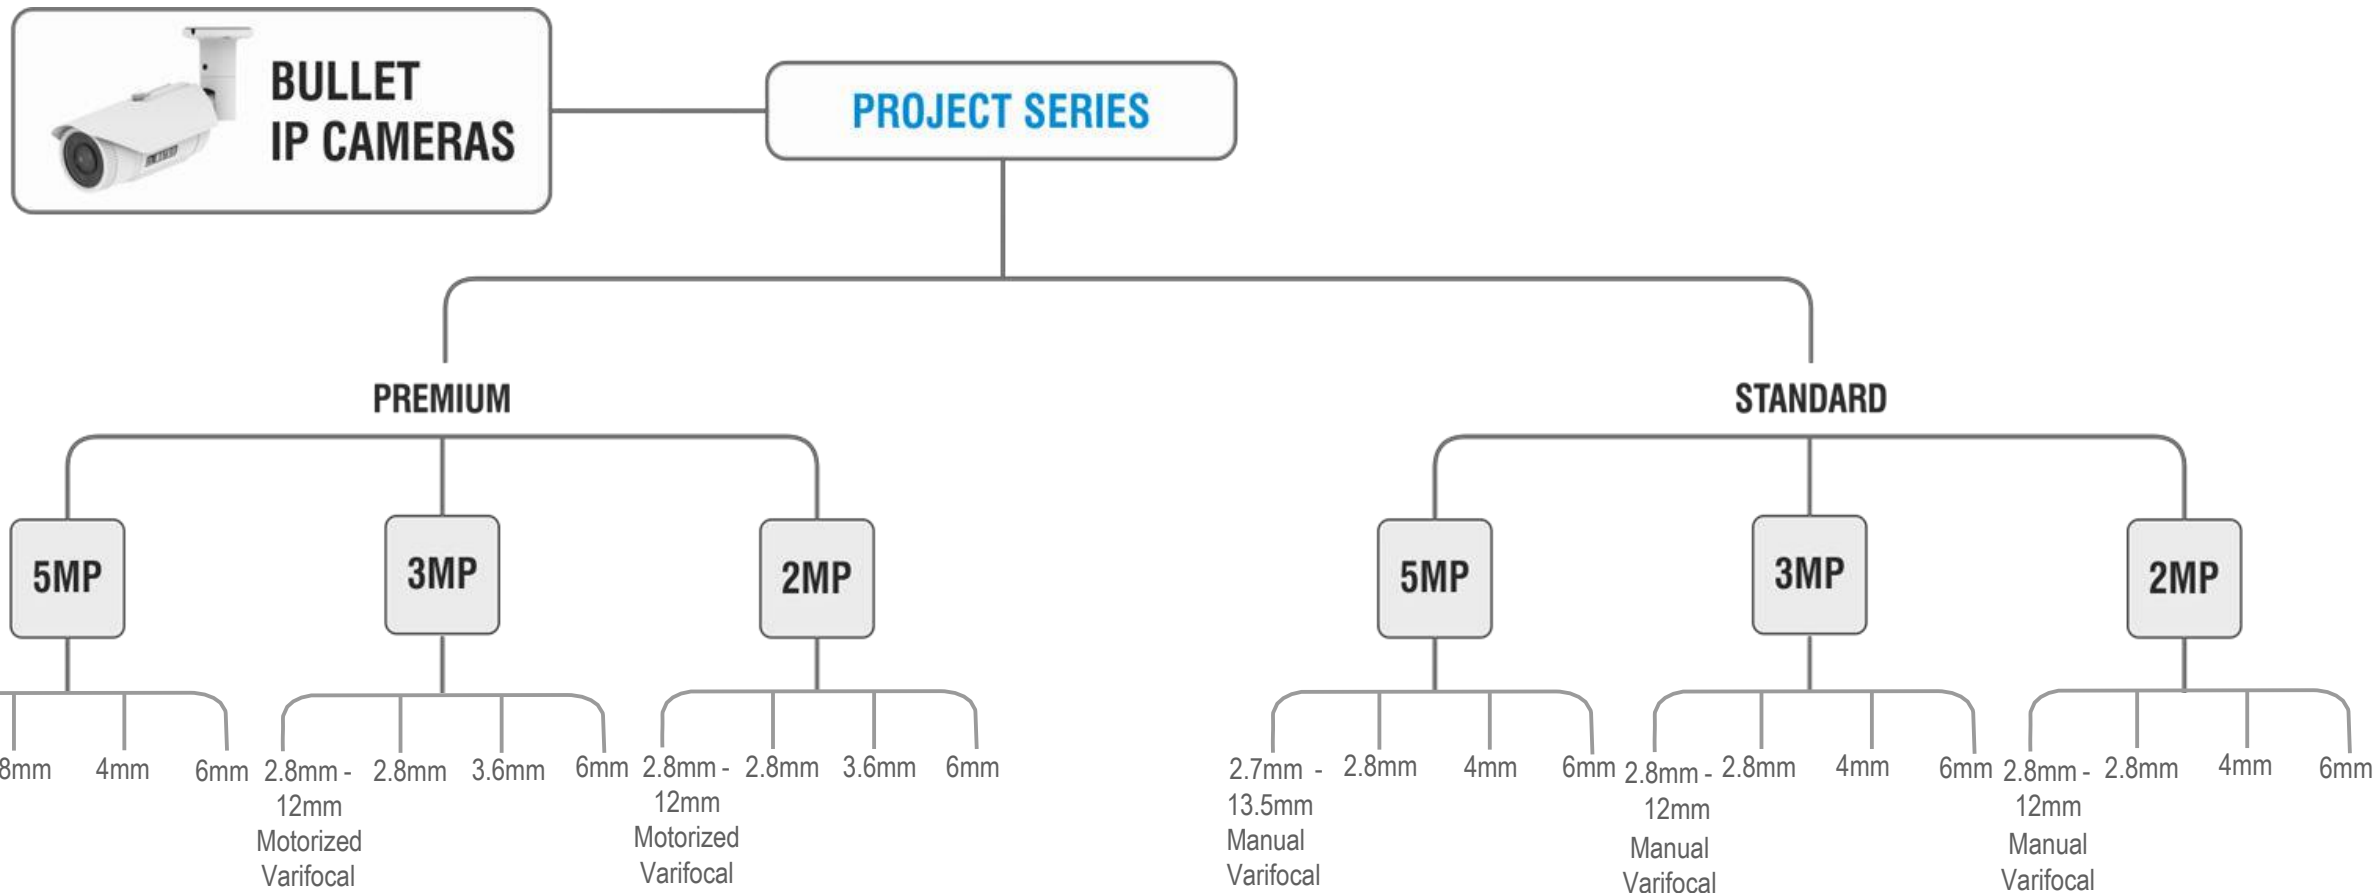 BULLET
IP CAMERAS
PROJECT SERIES
PREMIUM
STANDARD
5MP
3MP
2MP
5MP
3MP
2MP
8mm
4mm
6mm
2.8mm -
12mm
Motorized
Varifocal
2.8mm
3.6mm
6mm
2.8mm -
12mm
Motorized
Varifocal
2.8mm
3.6mm
6mm
2.7mm -
13.5mm
Manual
Varifocal
2.8mm
4mm
6mm
2.8mm -
12mm
Manual
Varifocal
2.8mm
4mm
6mm
2.8mm -
12mm
Manual
Varifocal
2.8mm
4mm
6mm